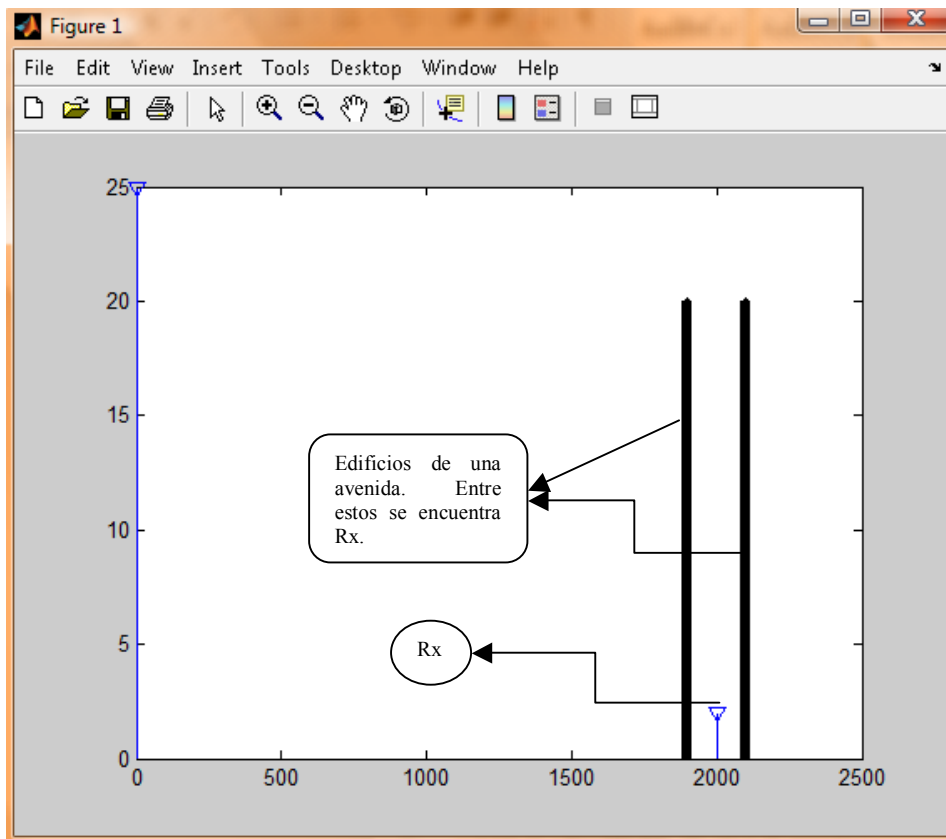 Figure 1
File Edit View Insert Tools Desktop Window Help
25
20
15
10
5
0
Edificios de una
avenida. Entre
estos se encuentra
Rx.
Rx
0 500 1000 1500 2000 2500